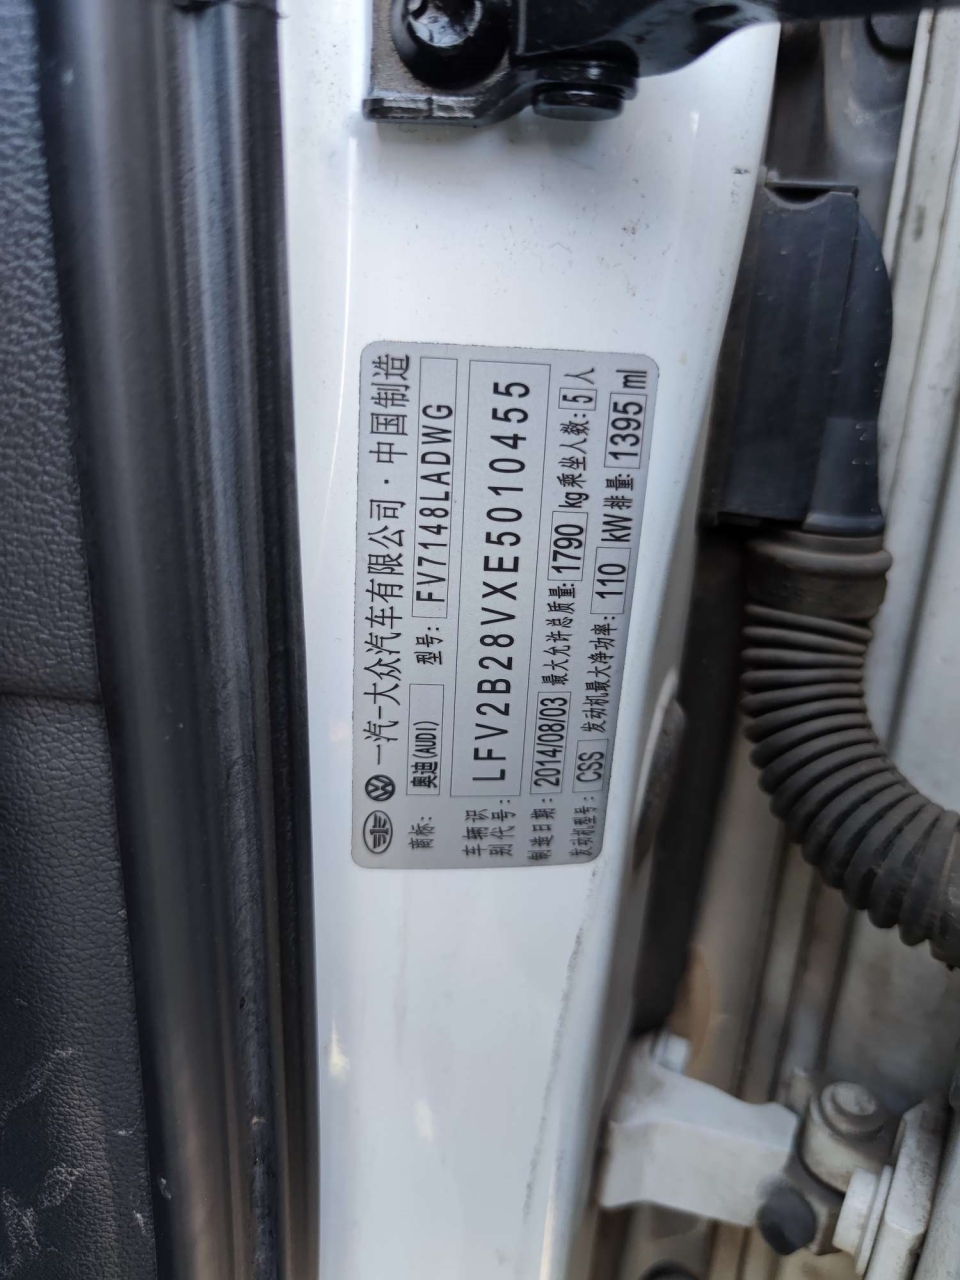 一汽-大众汽车有限公司·中国制造
商标: 奥迪(AUDI) 型号: FV7148LADWG
车辆识别代号: LFV2B28VXE5010455
制造日期: 2014/08/03 最大允许总质量: 1790 kg 乘坐人数: 5 人
发动机型号: CSS 发动机最大净功率: 110 kW 排量: 1395 ml